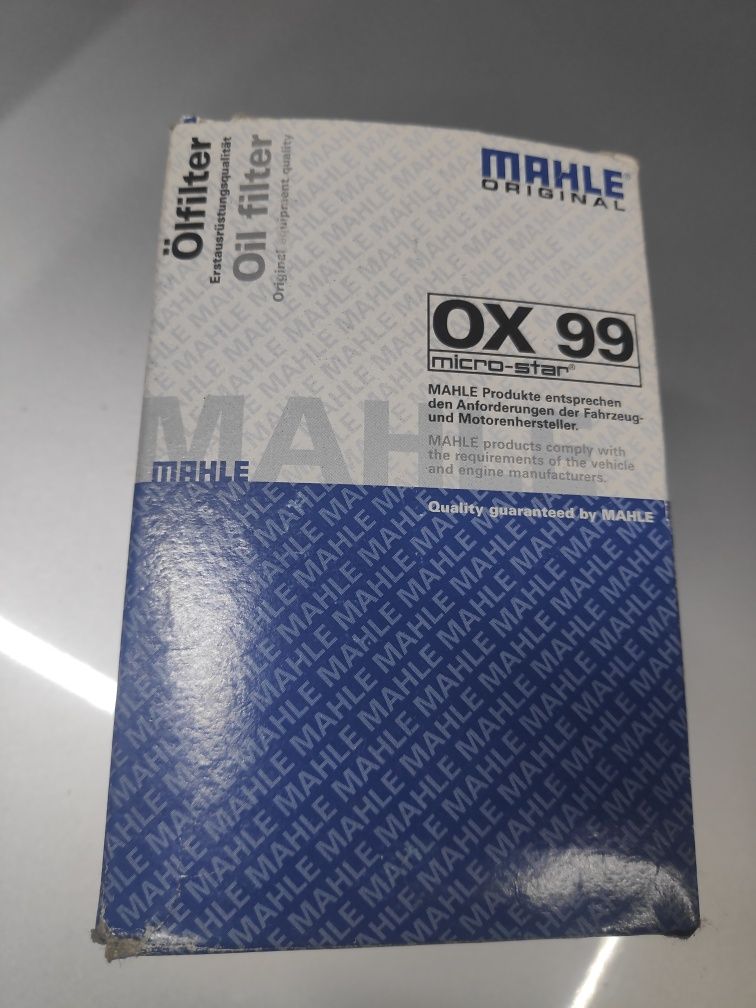 Ölfilter
Erstausrüstungsqualität
Oil filter
Original equipment quality
MAHLE®
ORIGINAL
OX 99
micro-star®
MAHLE Produkte entsprechen
den Anforderungen der Fahrzeug-
und Motorenhersteller.
MAHLE products comply with
the requirements of the vehicle
and engine manufacturers.
MAHLE
MAHLE
Quality guaranteed by MAHLE